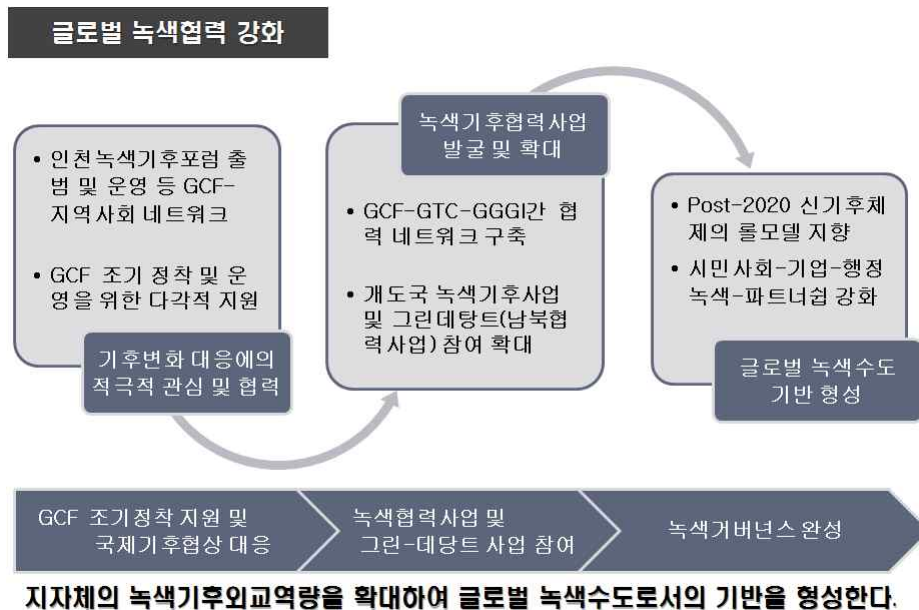 글로벌 녹색협력 강화
• 인천녹색기후포럼 출
범 및 운영 등 GCF-
지역사회 네트워크
• GCF 조기 정착 및 운
영을 위한 다각적 지원
기후변화 대응에의
적극적 관심 및 협력
녹색기후협력사업
발굴 및 확대
• GCF-GTC-GGGI간 협
력 네트워크 구축
• 개도국 녹색기후사업
및 그린데탕트(남북협
력사업) 참여 확대
• Post-2020 신기후체
제의 롤모델 지향
• 시민사회-기업-행정
녹색-파트너쉽 강화
글로벌 녹색수도
기반 형성
GCF 조기정착 지원 및
국제기후협상 대응
녹색협력사업 및
그린-데당트 사업 참여
녹색거버넌스 완성
지자체의 녹색기후외교역량을 확대하여 글로벌 녹색수도로서의 기반을 형성한다.